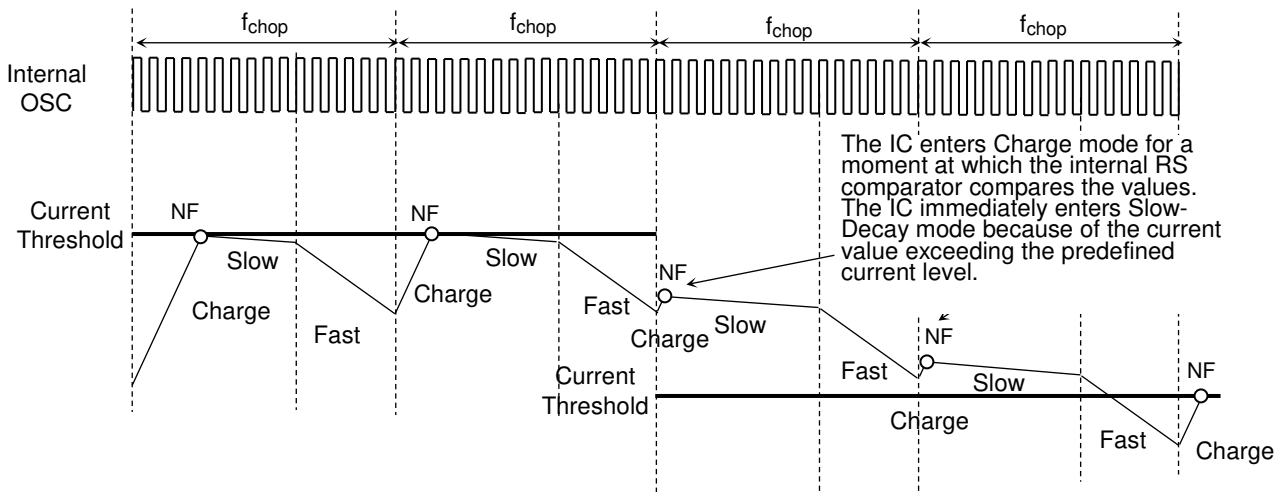 fchop
fchop
fchop
fchop
Internal
OSC
The IC enters Charge mode for a
moment at which the internal RS
comparator compares the values.
The IC immediately enters Slow-
Decay mode because of the current
value exceeding the predefined
current level.
Current
Threshold
NF
NF
Slow
Slow
NF
Charge
Charge
Fast
Fast
Charge
Slow
NF
Current
Threshold
Fast
Slow
NF
Charge
Fast
Charge